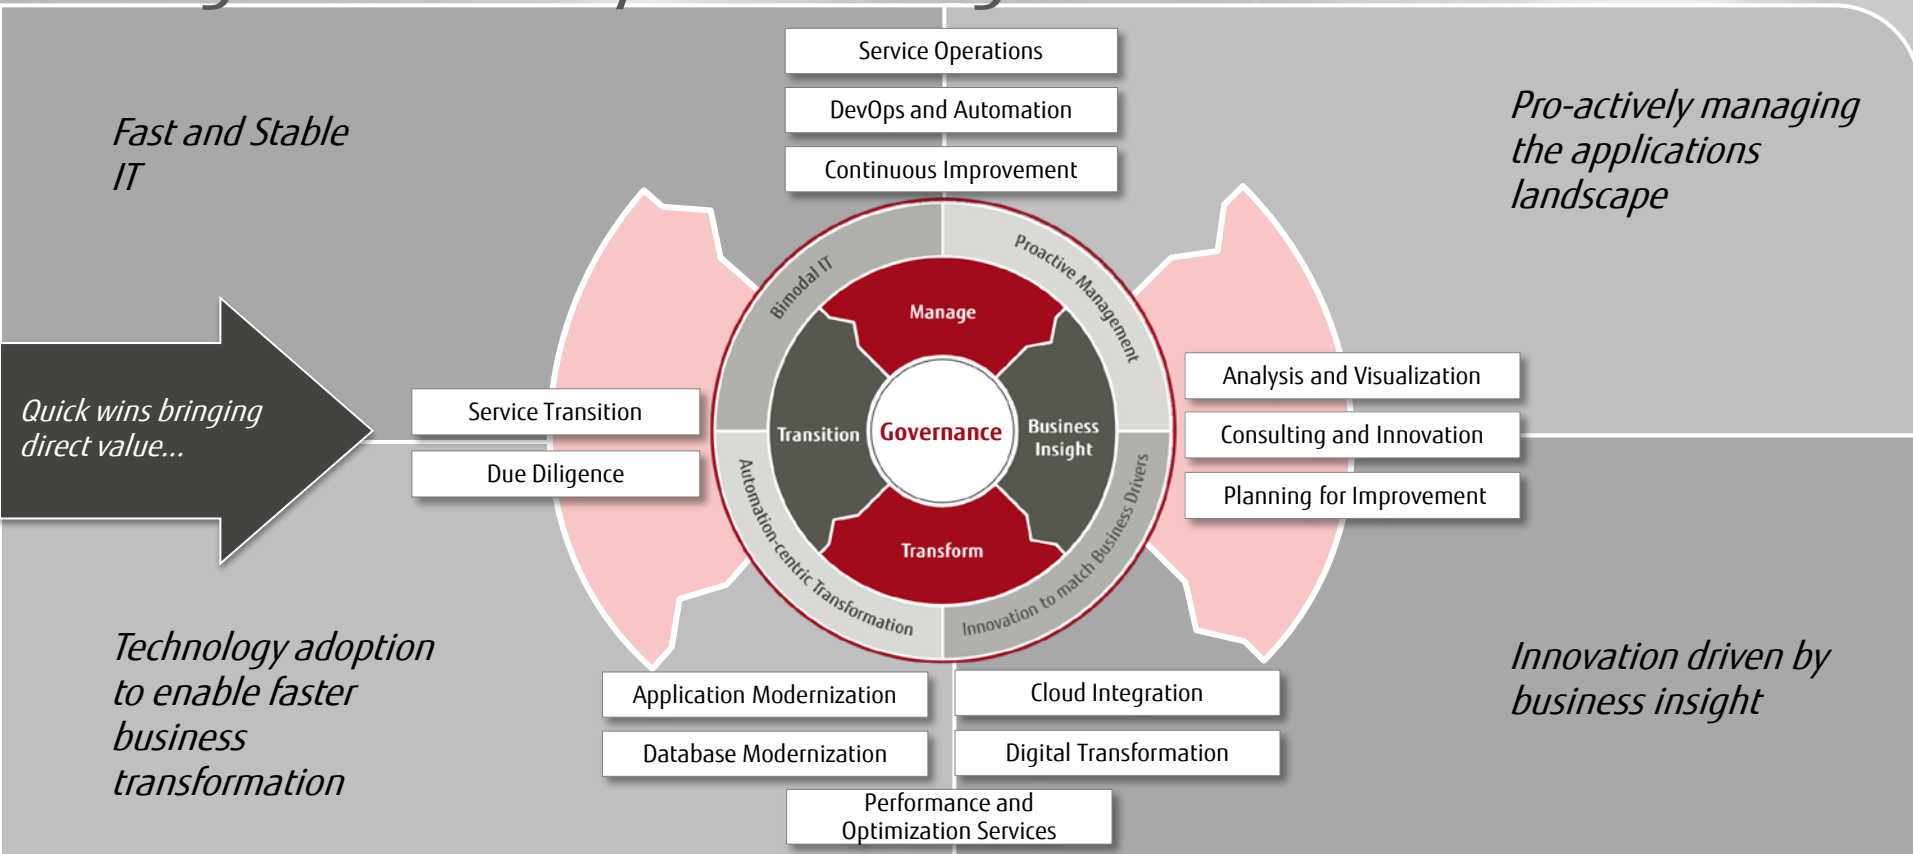 Service Operations
DevOps and Automation
Continuous Improvement
Fast and Stable
IT
Pro-actively managing
the applications
landscape
Bimodal IT
Proactive Management
Manage
Quick wins bringing
direct value...
Service Transition
Due Diligence
Transition
Governance
Business
Insight
Analysis and Visualization
Consulting and Innovation
Planning for Improvement
Transform
Automation-centric Transformation
Innovation to match Business Drivers
Technology adoption
to enable faster
business
transformation
Innovation driven by
business insight
Application Modernization
Cloud Integration
Database Modernization
Digital Transformation
Performance and
Optimization Services